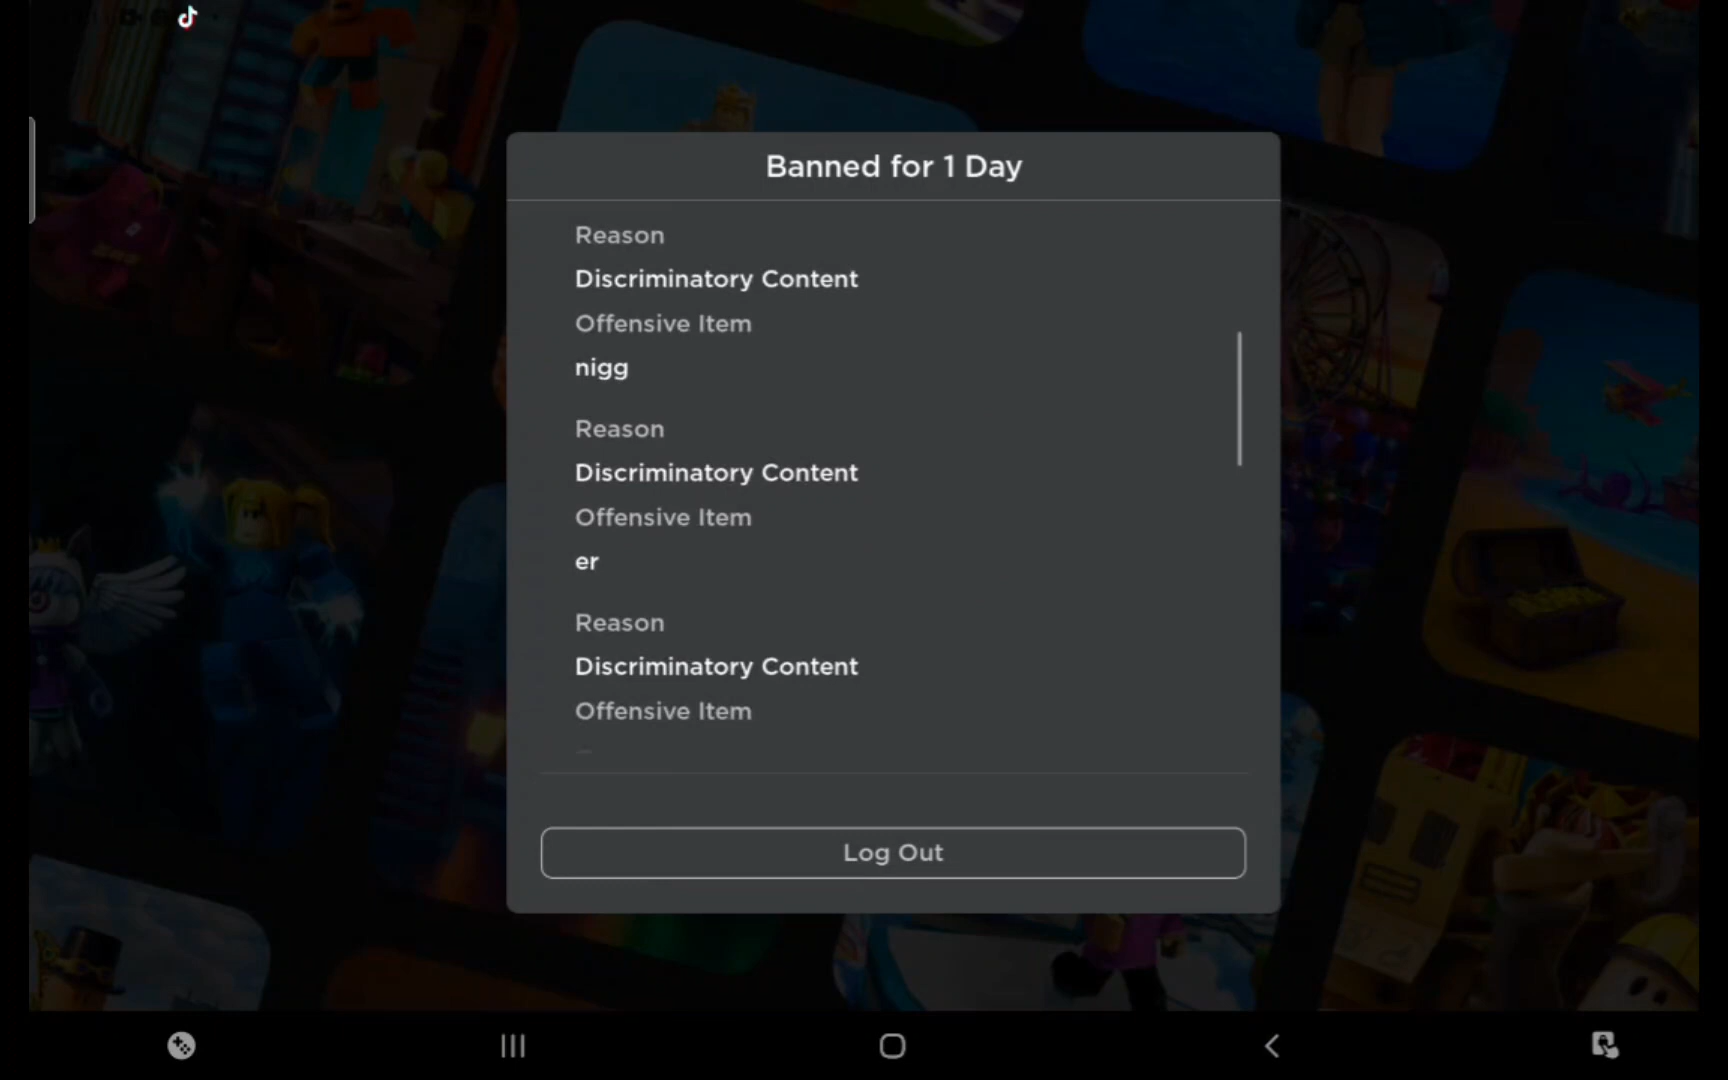 Banned for 1 Day
Reason
Discriminatory Content
Offensive Item
nigg
Reason
Discriminatory Content
Offensive Item
er
Reason
Discriminatory Content
Offensive Item
Log Out